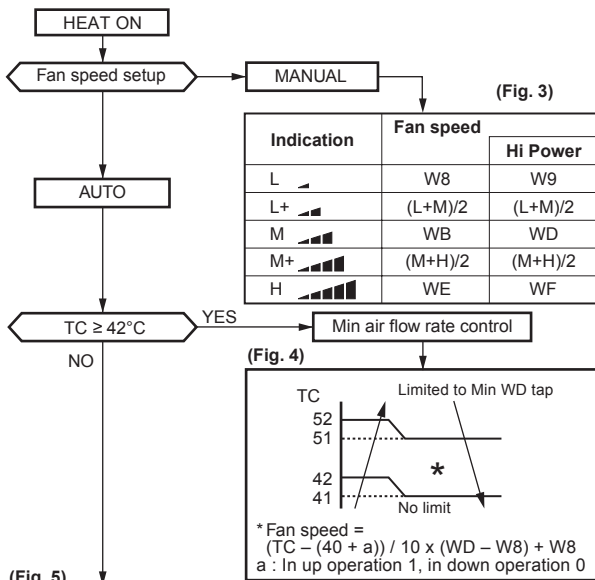 HEAT ON
Fan speed setup
MANUAL
(Fig. 3)
Indication
Fan speed
Hi Power
L W8 W9
L+ (L+M)/2 (L+M)/2
M WB WD
M+ (M+H)/2 (M+H)/2
H WE WF
AUTO
TC ≥ 42°C
YES
Min air flow rate control
NO
(Fig. 4)
TC
Limited to Min WD tap
52
51
42
41
*
No limit
* Fan speed =
(TC – (40 + a)) / 10 x (WD – W8) + W8
a : In up operation 1, in down operation 0
(Fig. 5)